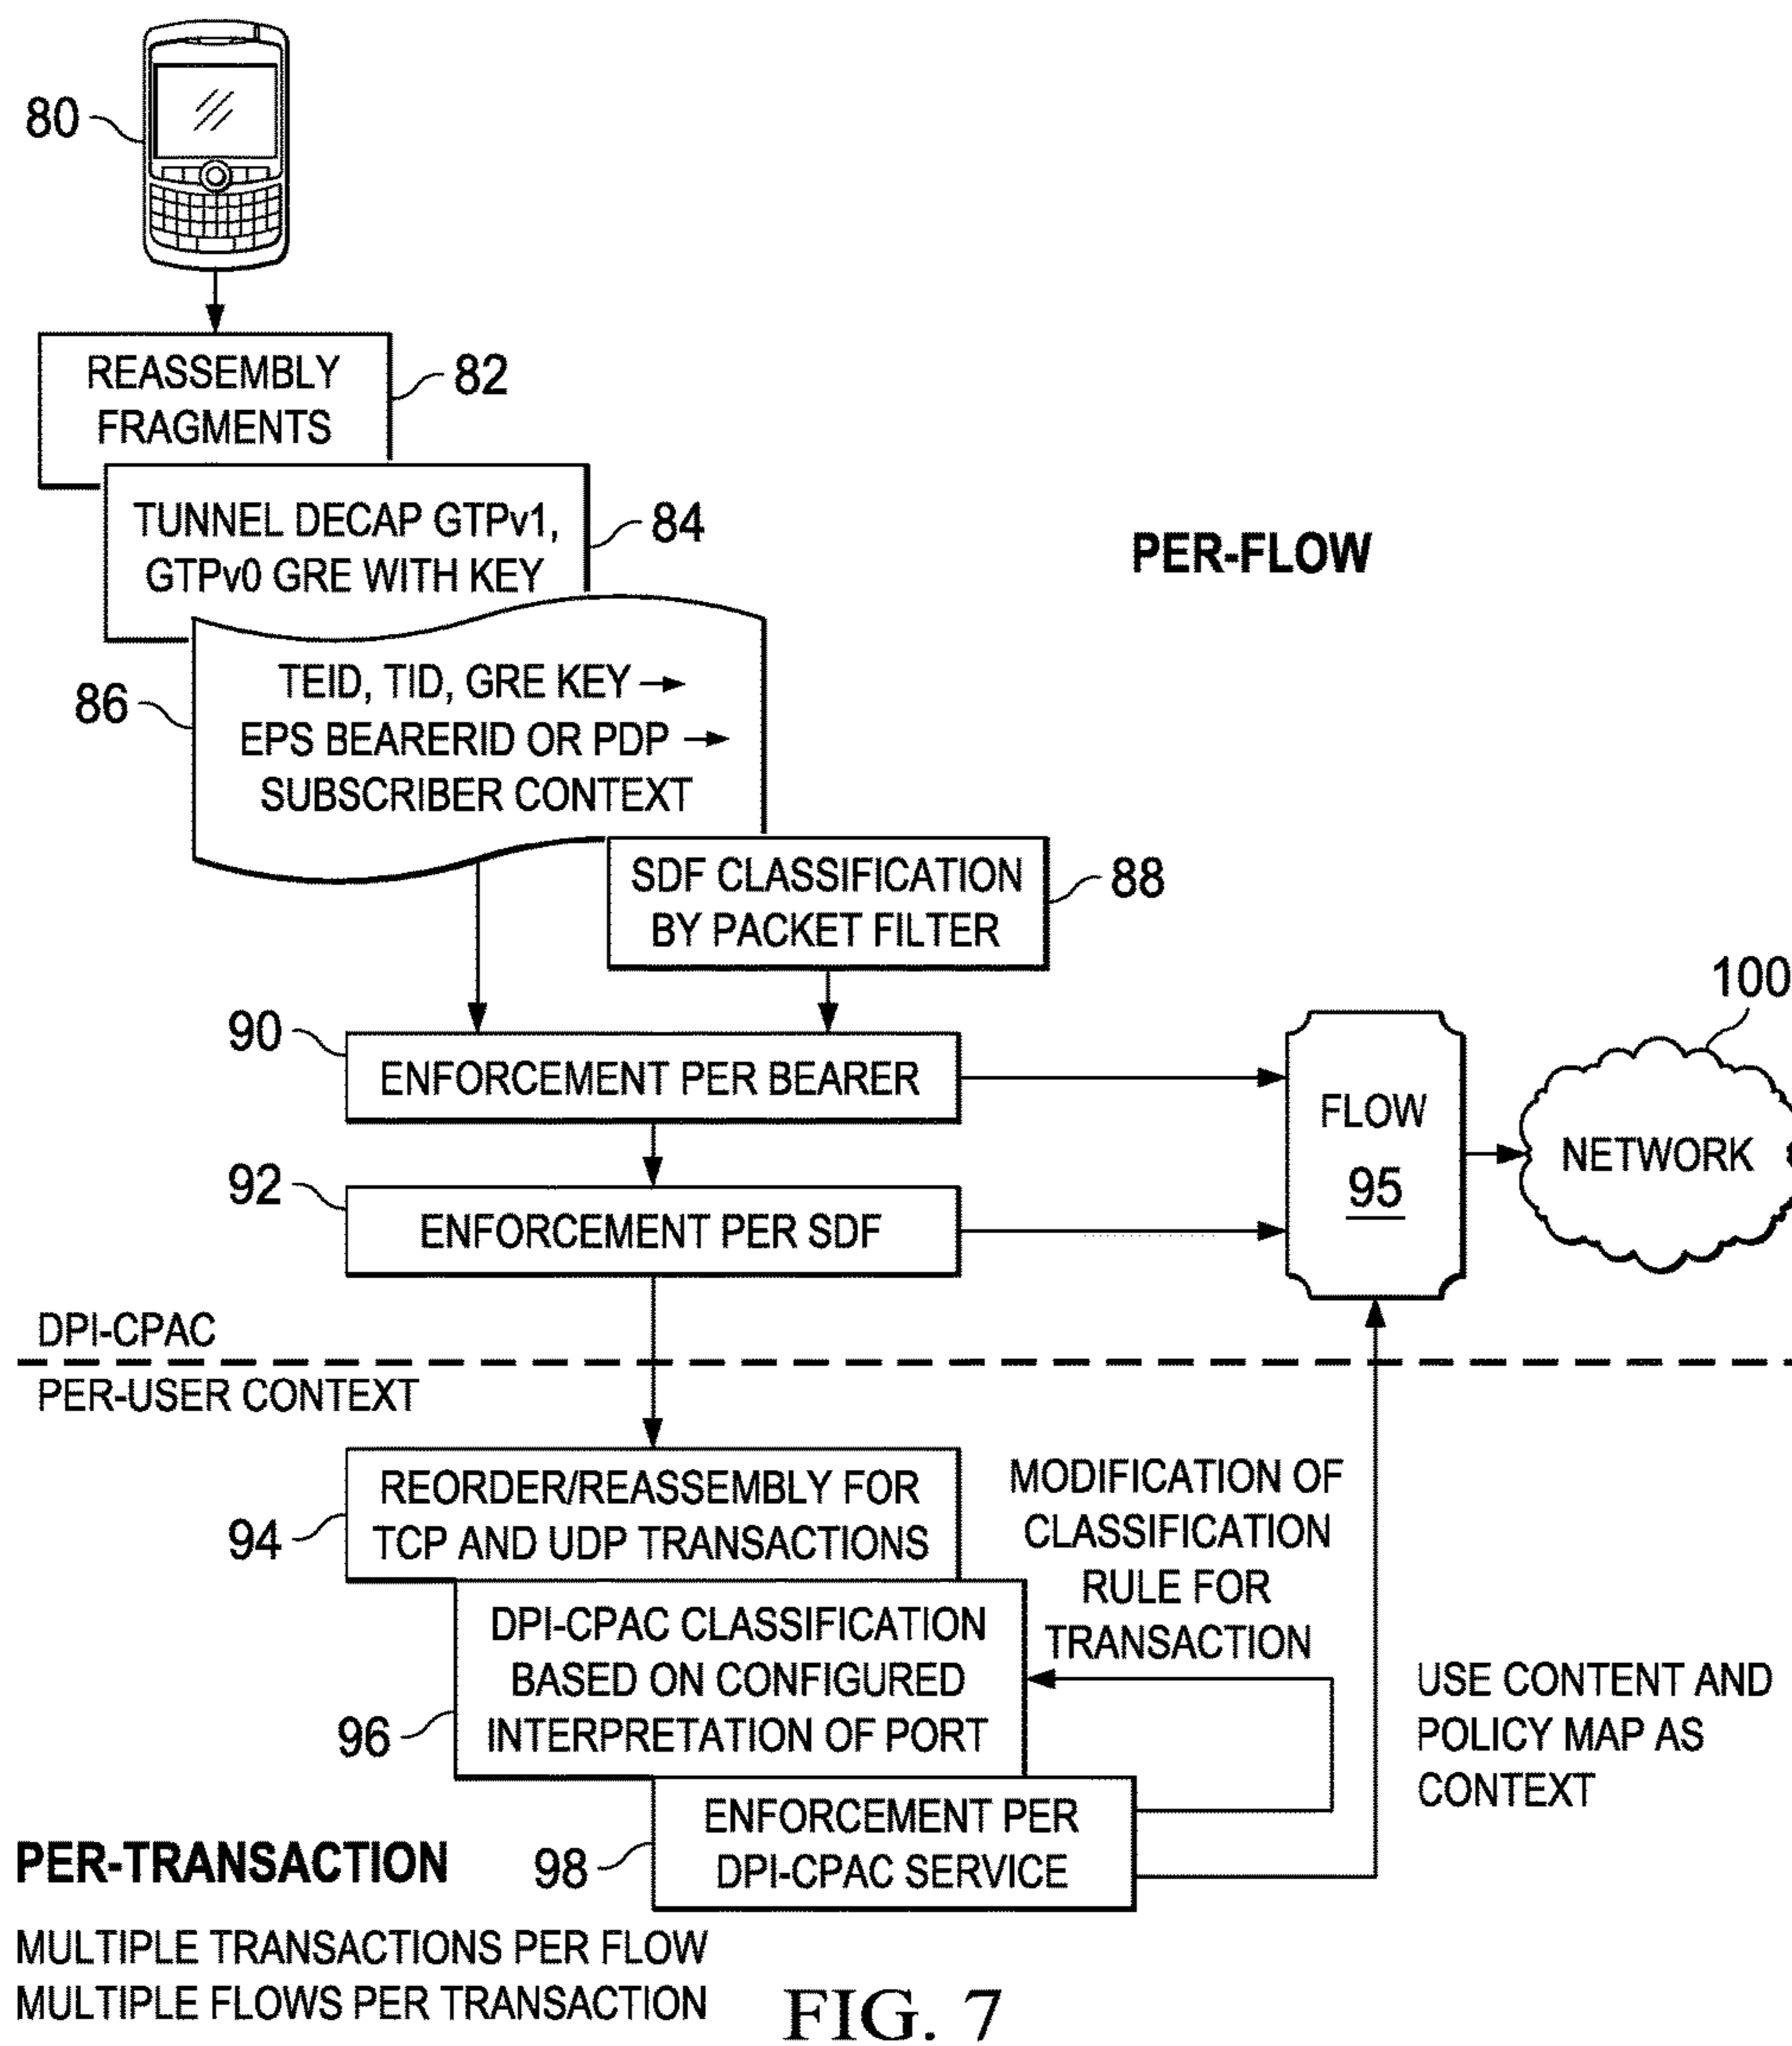 80
REASSEMBLY
FRAGMENTS
82
TUNNEL DECAP GTPv1,
GTPv0 GRE WITH KEY
84
PER-FLOW
TEID, TID, GRE KEY →
EPS BEARERID OR PDP →
SUBSCRIBER CONTEXT
86
SDF CLASSIFICATION
BY PACKET FILTER
88
90
ENFORCEMENT PER BEARER
92
ENFORCEMENT PER SDF
FLOW
95
100
NETWORK
DPI-CPAC
PER-USER CONTEXT
94
REORDER/REASSEMBLY FOR
TCP AND UDP TRANSACTIONS
MODIFICATION OF
CLASSIFICATION
RULE FOR
TRANSACTION
96
DPI-CPAC CLASSIFICATION
BASED ON CONFIGURED
INTERPRETATION OF PORT
USE CONTENT AND
POLICY MAP AS
CONTEXT
98
ENFORCEMENT PER
DPI-CPAC SERVICE
PER-TRANSACTION
MULTIPLE TRANSACTIONS PER FLOW
MULTIPLE FLOWS PER TRANSACTION
FIG. 7